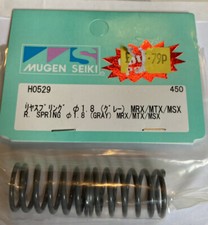 MUGEN SEIKI
79P
H0529 450
リヤスプリング φ1.8 (グレー) MRX/MTX/MSX
R. SPRING φ1.8 (GRAY) MRX/MTX/MSX